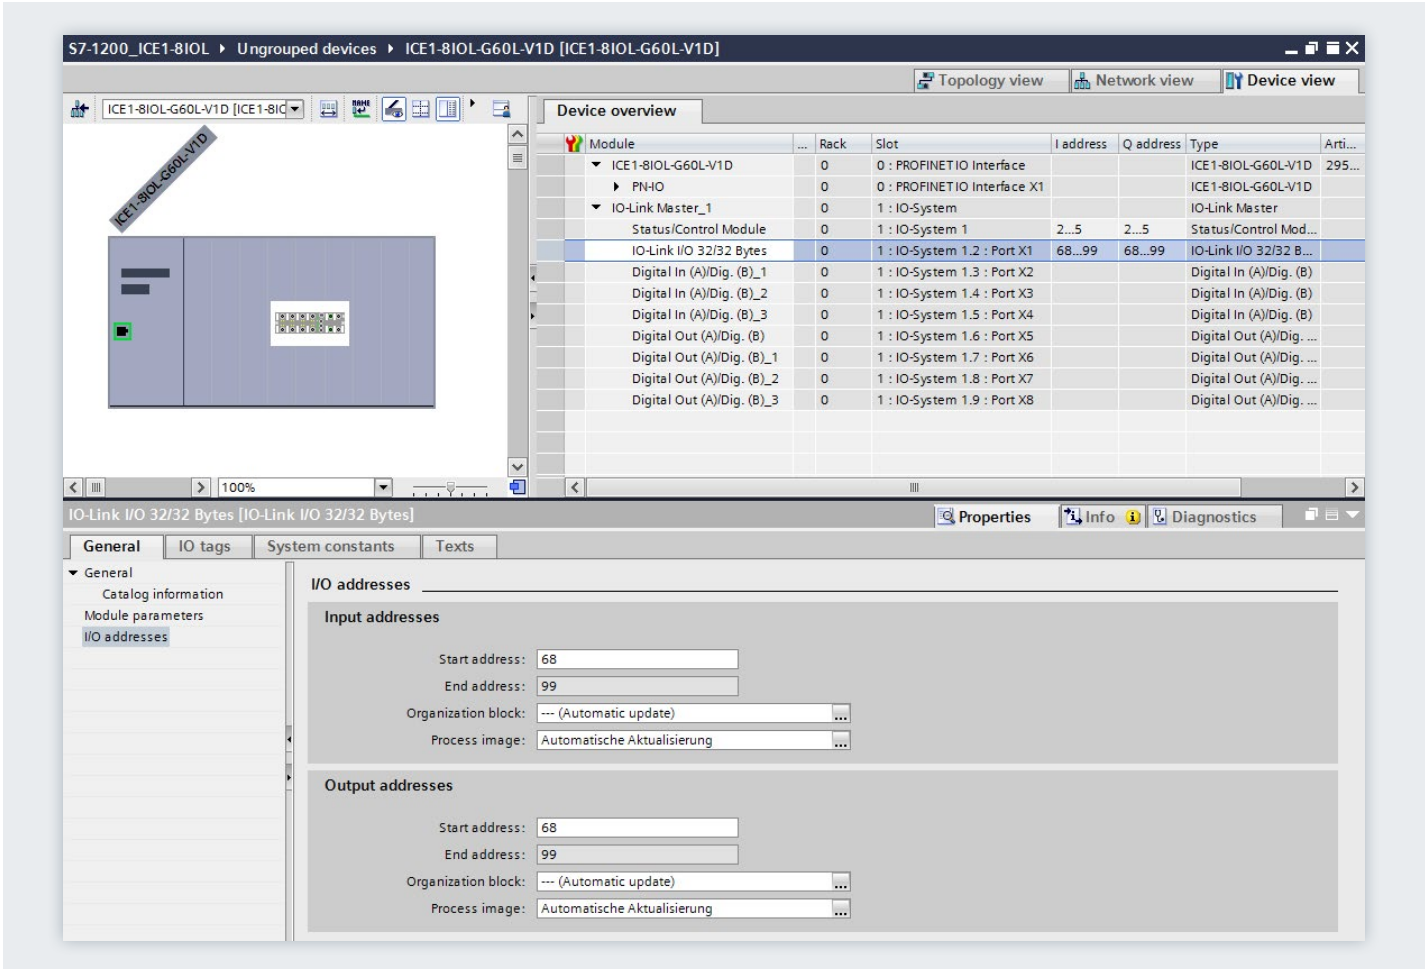 S7-1200_ICE1-8IOL ▸ Ungrouped devices ▸ ICE1-8IOL-G60L-V1D [ICE1-8IOL-G60L-V1D]
Topology view Network view Device view
ICE1-8IOL-G60L-V1D [ICE1-8IC
ICE1-8IOL-G60L-V1D
100%
Device overview
Module ... Rack Slot I address Q address Type Arti...
ICE1-8IOL-G60L-V1D 0 0 : PROFINET IO Interface ICE1-8IOL-G60L-V1D 295...
PN-IO 0 0 : PROFINET IO Interface X1 ICE1-8IOL-G60L-V1D
IO-Link Master_1 0 1 : IO-System IO-Link Master
Status/Control Module 0 1 : IO-System 1 2...5 2...5 Status/Control Mod...
IO-Link I/O 32/32 Bytes 0 1 : IO-System 1.2 : Port X1 68...99 68...99 IO-Link I/O 32/32 B...
Digital In (A)/Dig. (B)_1 0 1 : IO-System 1.3 : Port X2 Digital In (A)/Dig. (B)
Digital In (A)/Dig. (B)_2 0 1 : IO-System 1.4 : Port X3 Digital In (A)/Dig. (B)
Digital In (A)/Dig. (B)_3 0 1 : IO-System 1.5 : Port X4 Digital In (A)/Dig. (B)
Digital Out (A)/Dig. (B) 0 1 : IO-System 1.6 : Port X5 Digital Out (A)/Dig. ...
Digital Out (A)/Dig. (B)_1 0 1 : IO-System 1.7 : Port X6 Digital Out (A)/Dig. ...
Digital Out (A)/Dig. (B)_2 0 1 : IO-System 1.8 : Port X7 Digital Out (A)/Dig. ...
Digital Out (A)/Dig. (B)_3 0 1 : IO-System 1.9 : Port X8 Digital Out (A)/Dig. ...
IO-Link I/O 32/32 Bytes [IO-Link I/O 32/32 Bytes]
Properties Info Diagnostics
General IO tags System constants Texts
General
Catalog information
Module parameters
I/O addresses
I/O addresses
Input addresses
Start address: 68
End address: 99
Organization block: --- (Automatic update) ...
Process image: Automatische Aktualisierung ...
Output addresses
Start address: 68
End address: 99
Organization block: --- (Automatic update) ...
Process image: Automatische Aktualisierung ...